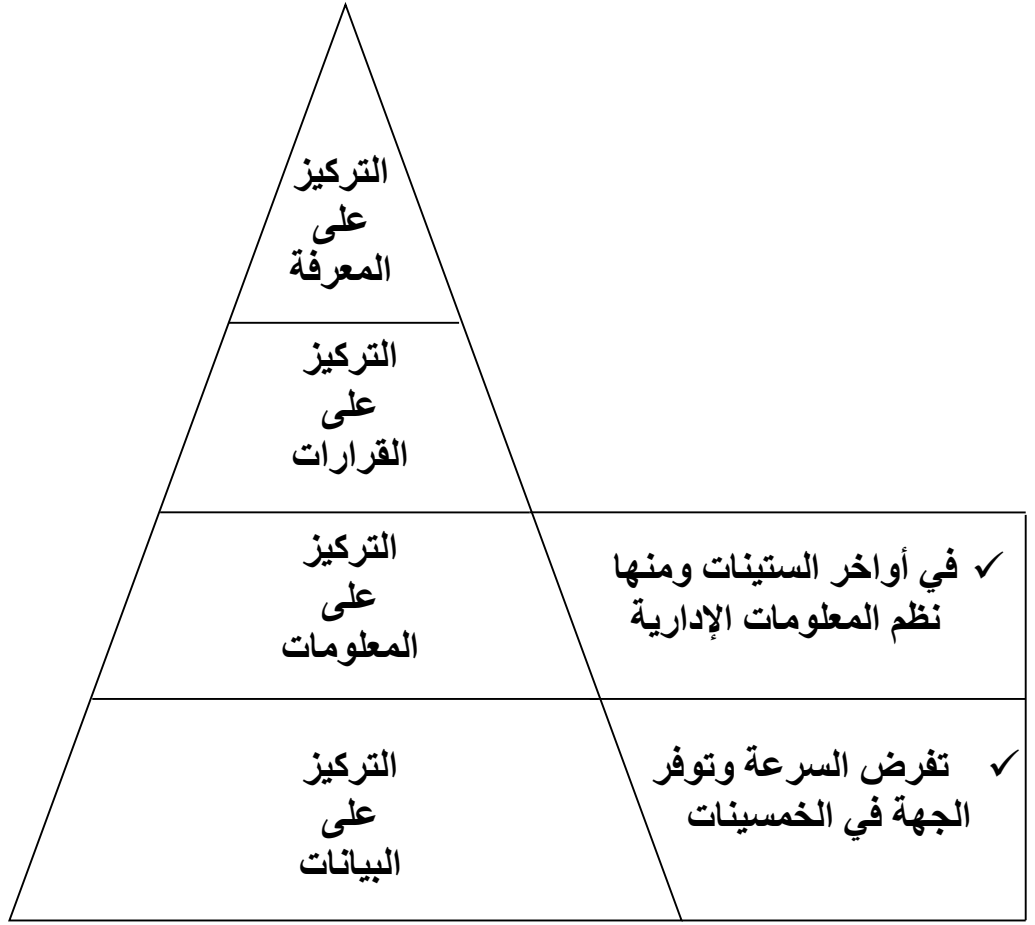 التركيز
على
المعرفة
التركيز
على
القرارات
التركيز
على
المعلومات
✓ في أواخر الستينات ومنها
نظم المعلومات الإدارية
التركيز
على
البيانات
✓ تفرض السرعة وتوفر
الجهة في الخمسينات